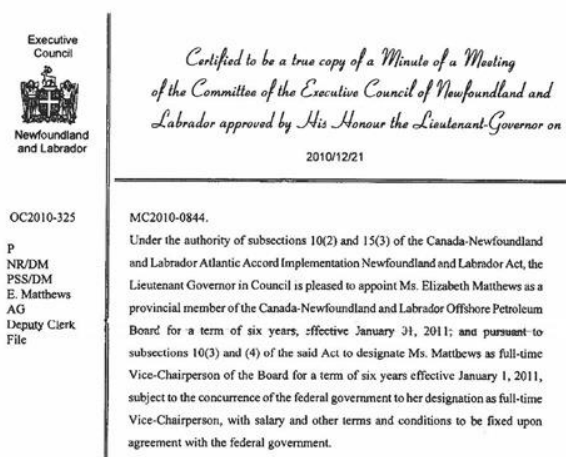 Executive
Council
Newfoundland
and Labrador
Certified to be a true copy of a Minute of a Meeting
of the Committee of the Executive Council of Newfoundland and
Labrador approved by His Honour the Lieutenant-Governor on
2010/12/21
OC2010-325
P
NR/DM
PSS/DM
E. Matthews
AG
Deputy Clerk
File
MC2010-0844.
Under the authority of subsections 10(2) and 15(3) of the Canada-Newfoundland
and Labrador Atlantic Accord Implementation Newfoundland and Labrador Act, the
Lieutenant Governor in Council is pleased to appoint Ms. Elizabeth Matthews as a
provincial member of the Canada-Newfoundland and Labrador Offshore Petroleum
Board for a term of six years, effective January 31, 2011; and pursuant to
subsections 10(3) and (4) of the said Act to designate Ms. Matthews as full-time
Vice-Chairperson of the Board for a term of six years effective January 1, 2011,
subject to the concurrence of the federal government to her designation as full-time
Vice-Chairperson, with salary and other terms and conditions to be fixed upon
agreement with the federal government.